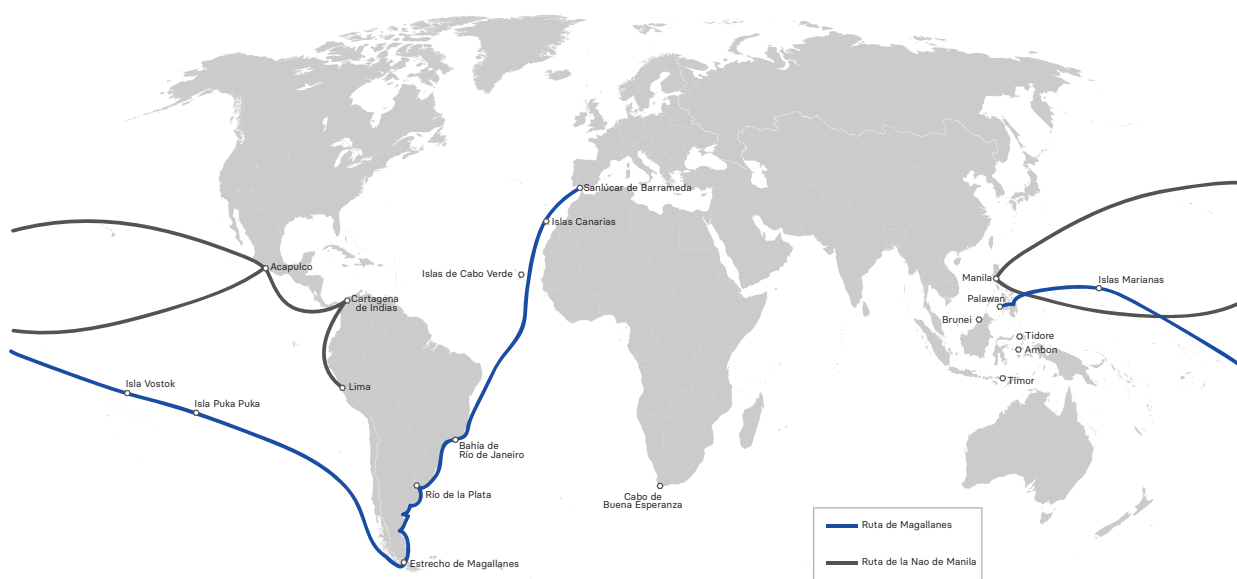 Sanlúcar de Barrameda
Islas Canarias
Acapulco
Islas de Cabo Verde
Manila
Islas Marianas
Cartagena
de Indias
Palawan
Brunei
Tidore
Ambon
Isla Vostok
Lima
Timor
Isla Puka Puka
Bahía de
Río de Janeiro
Río de la Plata
Cabo de
Buena Esperanza
Estrecho de Magallanes
Ruta de Magallanes
Ruta de la Nao de Manila